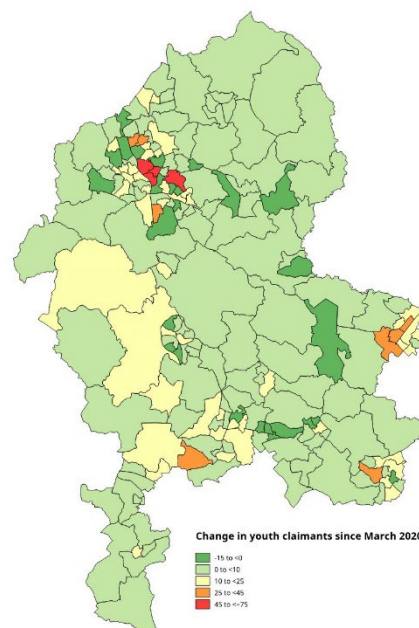 Change in youth claimants since March 2020
-15 to <0
0 to <10
10 to <25
25 to <45
45 to <=75